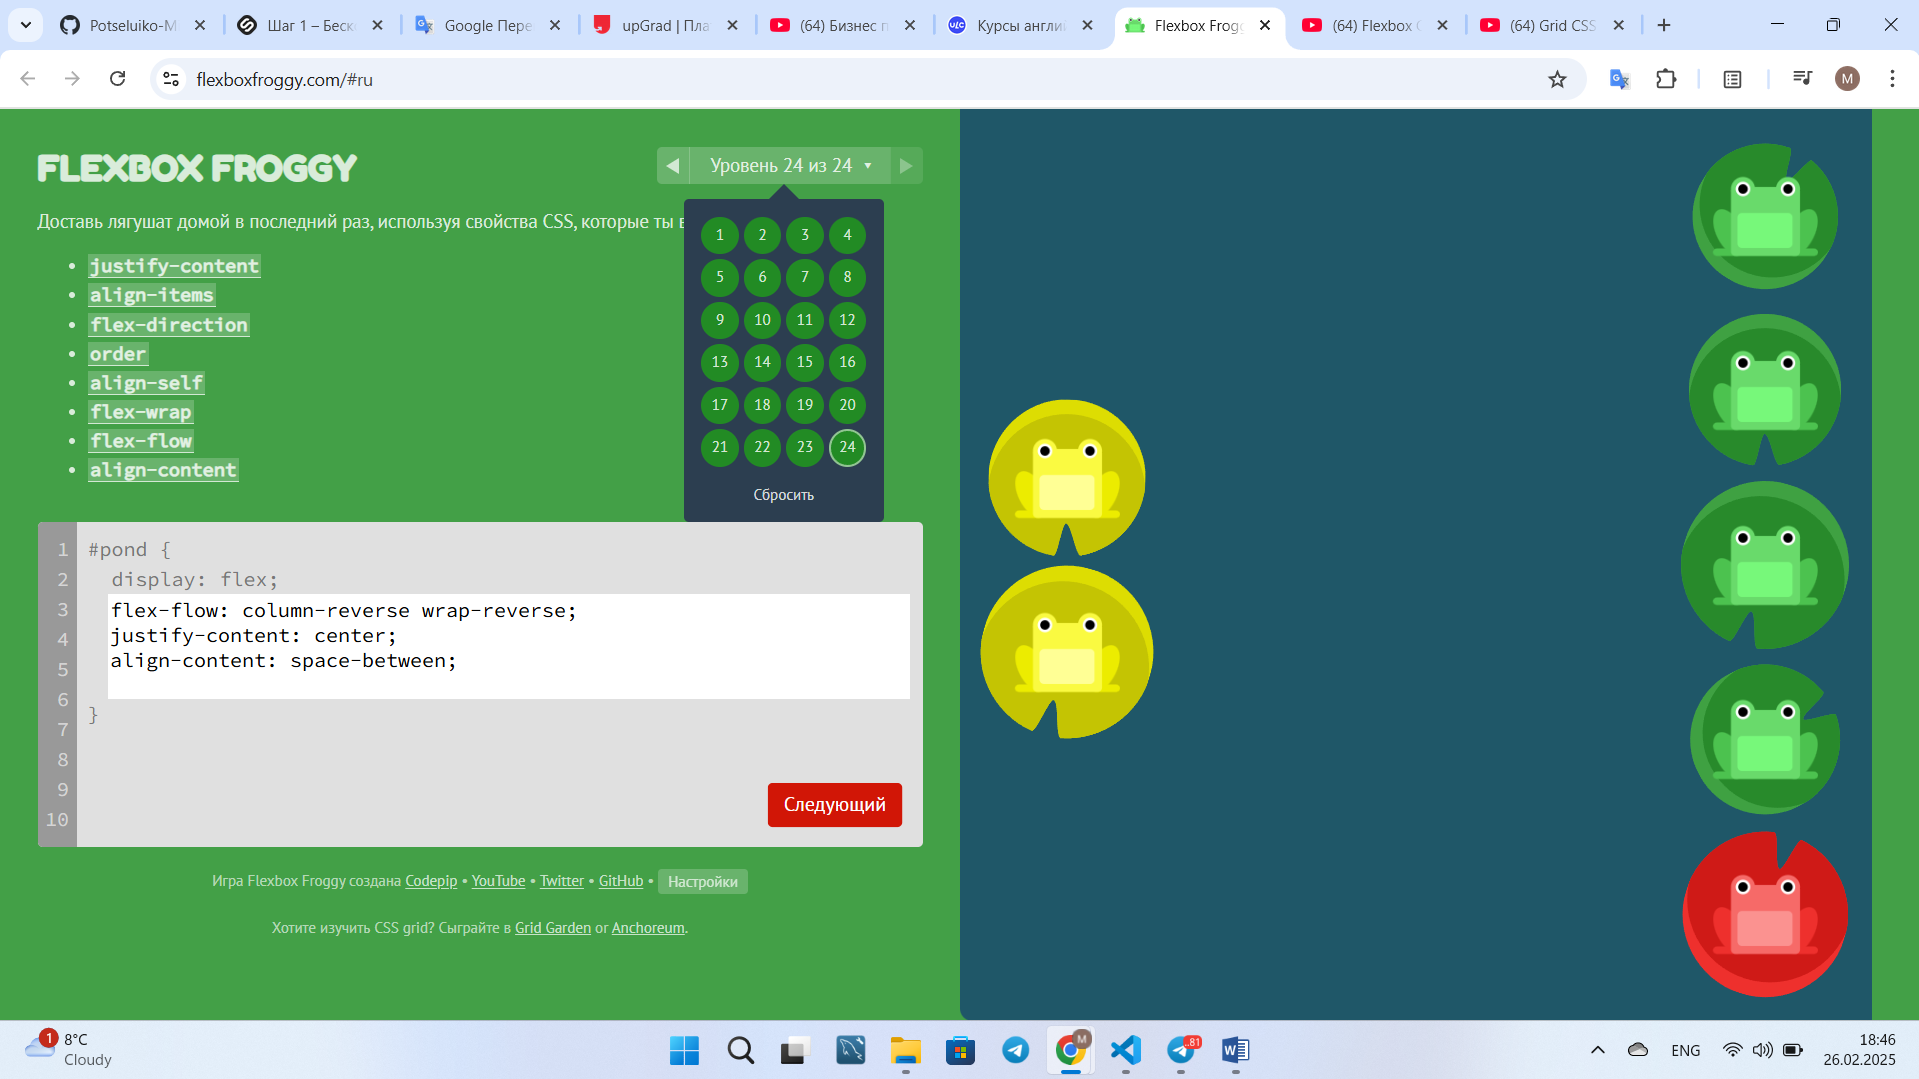 Potseluiko-M
Шаг 1 – Беск
Google Пере
upGrad | Пла
(64) Бизнес п
Курсы англи
Flexbox Frogg
(64) Flexbox
(64) Grid CSS
flexboxfroggy.com/#ru
M
FLEXBOX FROGGY
Уровень 24 из 24
Доставь лягушат домой в последний раз, используя свойства CSS, которые ты в
justify-content
align-items
flex-direction
order
align-self
flex-wrap
flex-flow
align-content
1 2 3 4
5 6 7 8
9 10 11 12
13 14 15 16
17 18 19 20
21 22 23 24
Сбросить
1 #pond {
2 display: flex;
3 flex-flow: column-reverse wrap-reverse;
4 justify-content: center;
5 align-content: space-between;
6
7 }
8
9
10
Следующий
Игра Flexbox Froggy создана Codepip • YouTube • Twitter • GitHub • Настройки
Хотите изучить CSS grid? Сыграйте в Grid Garden or Anchoreum.
1
8°C
Cloudy
M
..81
W
ENG
18:46
26.02.2025